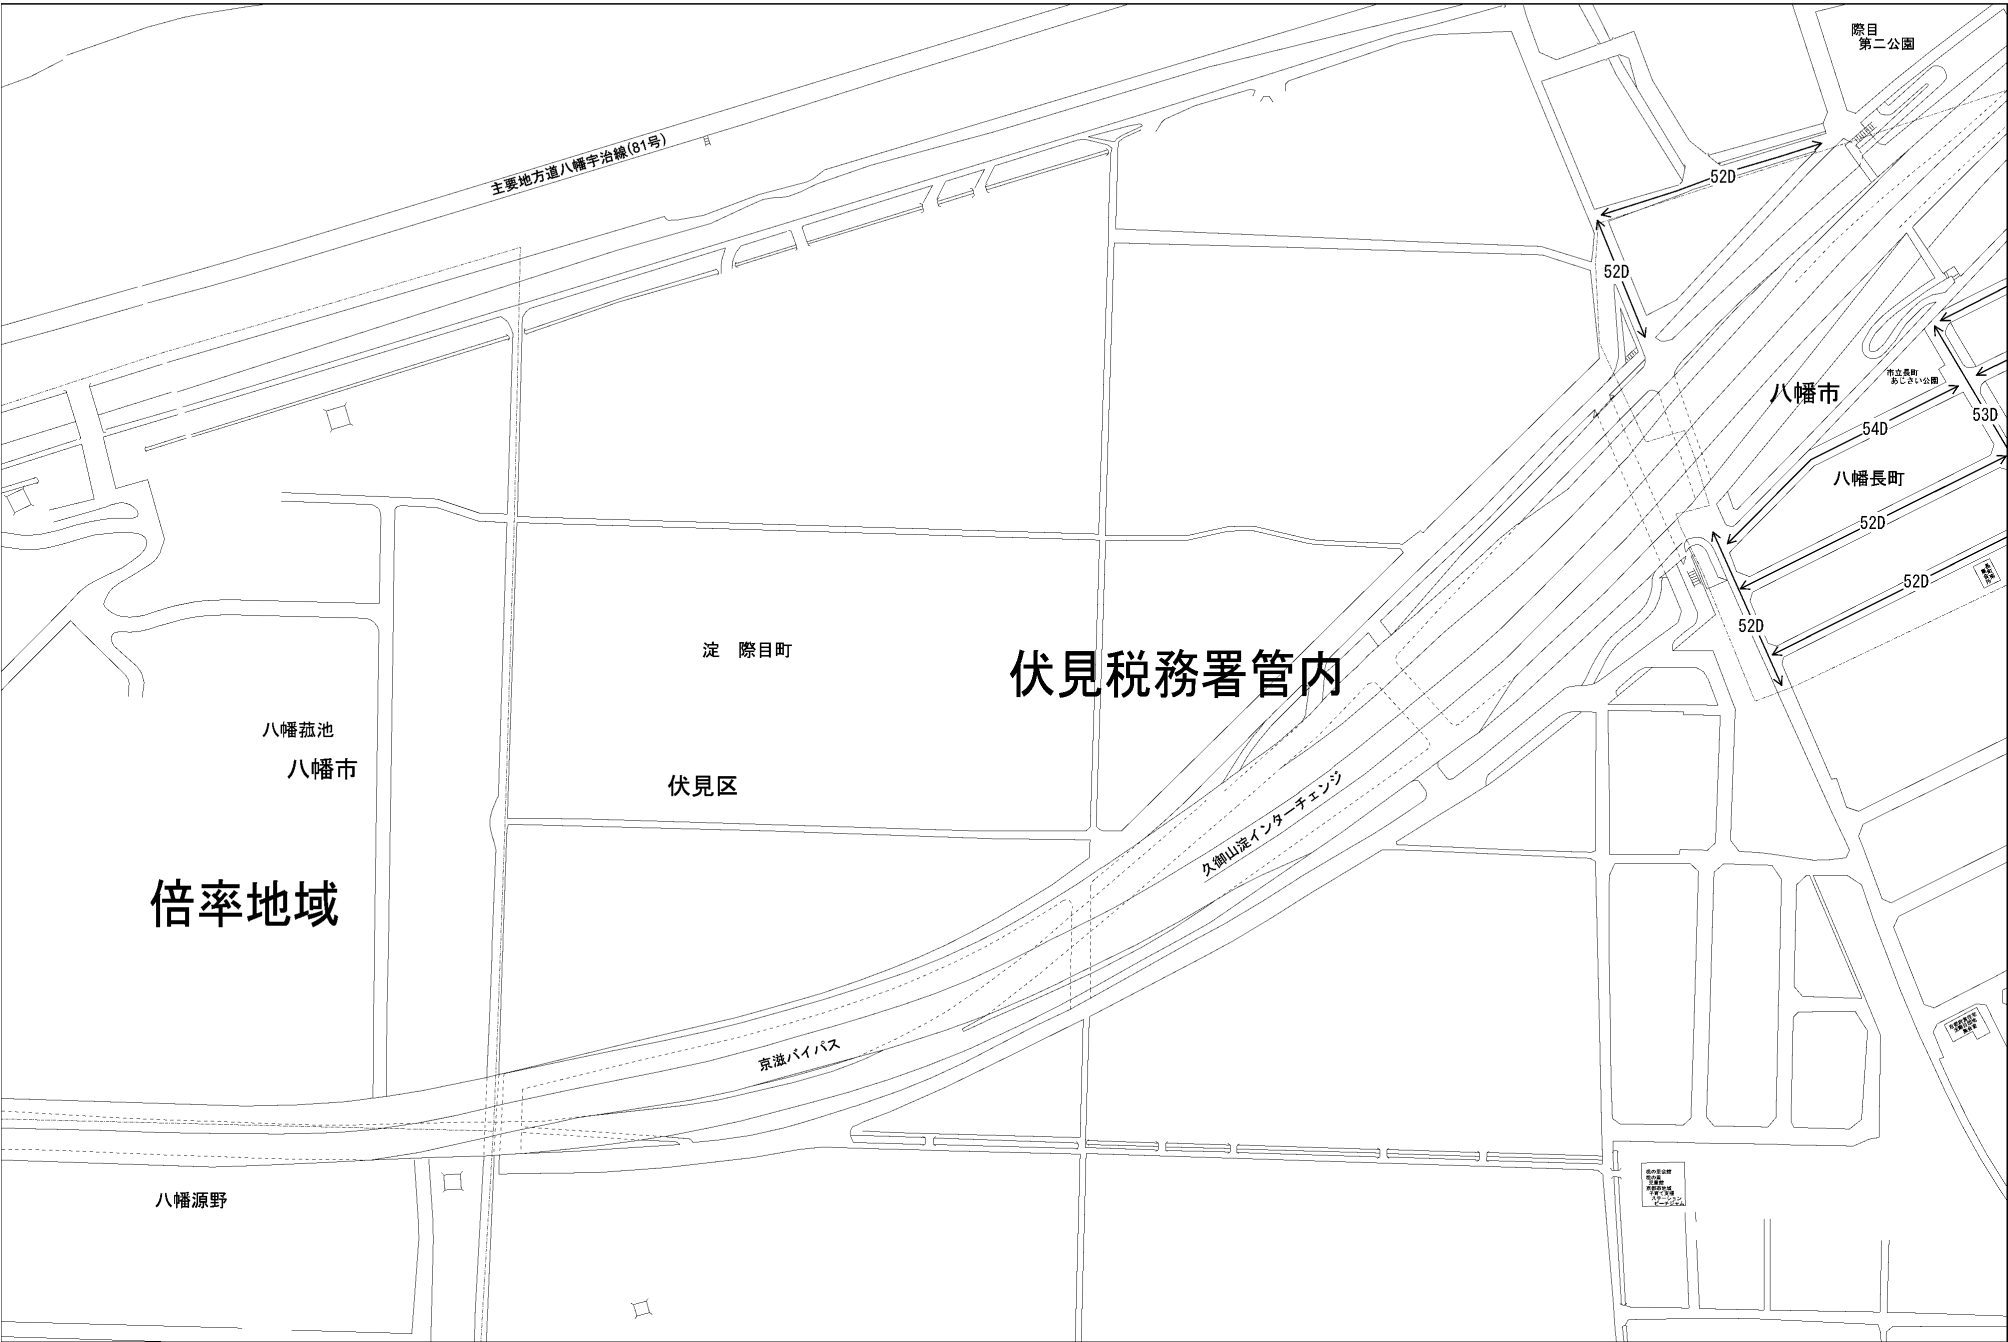 際目
第二公園
主要地方道八幡宇治線(81号)
52D
52D
市立長町
あじさい公園
八幡市
53D
54D
八幡長町
52D
52D
52D
淀　際目町
伏見税務署管内
八幡菰池
八幡市
伏見区
久御山淀インターチェンジ
倍率地域
京滋バイパス
八幡源野